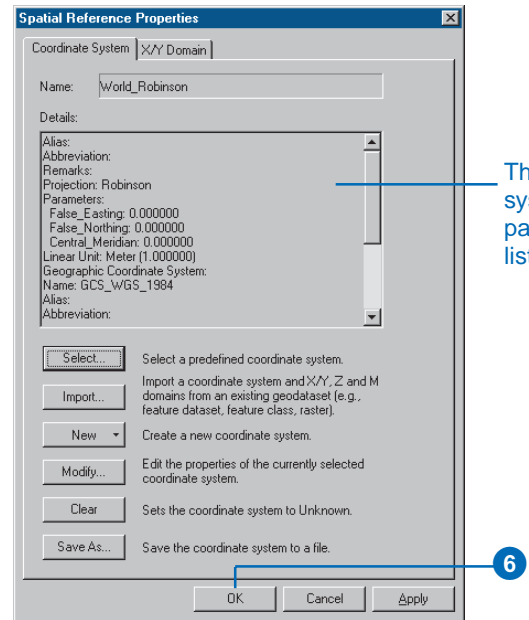 Spatial Reference Properties
Coordinate System
X/Y Domain
Name:
World_Robinson
Details:
Alias:
Abbreviation:
Remarks:
Projection: Robinson
Parameters:
False_Easting: 0.000000
False_Northing: 0.000000
Central_Meridian: 0.000000
Linear Unit: Meter (1.000000)
Geographic Coordinate System:
Name: GCS_WGS_1984
Alias:
Abbreviation:
Select...
Select a predefined coordinate system.
Import...
Import a coordinate system and X/Y, Z and M
domains from an existing geodataset (e.g.,
feature dataset, feature class, raster).
New
Create a new coordinate system.
Modify...
Edit the properties of the currently selected
coordinate system.
Clear
Sets the coordinate system to Unknown.
Save As...
Save the coordinate system to a file.
OK
Cancel
Apply
6